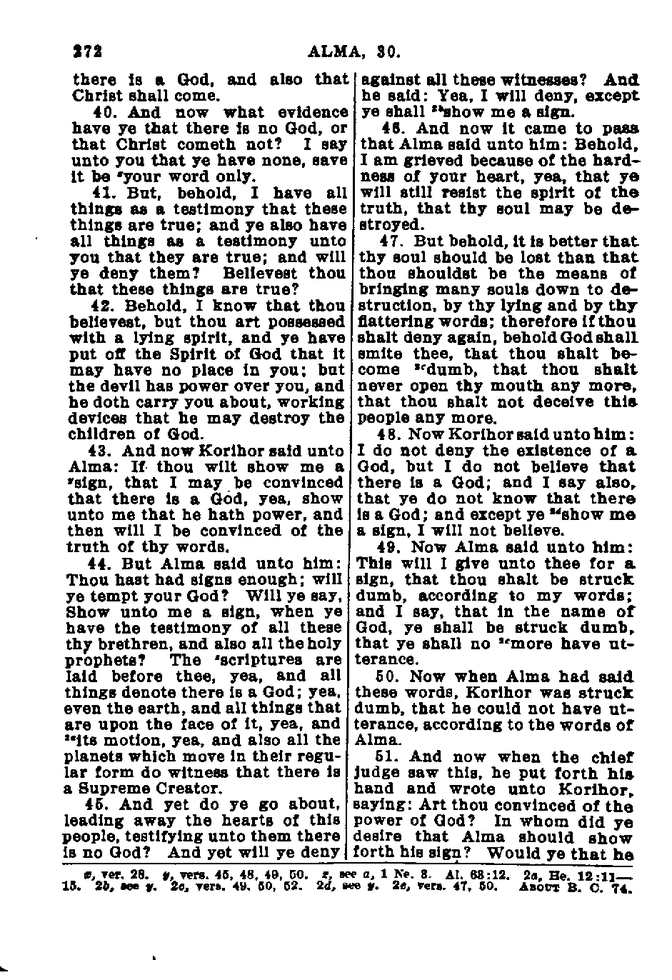 272
ALMA, 30.
there is a God, and also that
Christ shall come.
40. And now what evidence
have ye that there is no God, or
that Christ cometh not? I say
unto you that ye have none, save
it be ˣyour word only.
41. But, behold, I have all
things as a testimony that these
things are true; and ye also have
all things as a testimony unto
you that they are true; and will
ye deny them? Believest thou
that these things are true?
42. Behold, I know that thou
believest, but thou art possessed
with a lying spirit, and ye have
put off the Spirit of God that it
may have no place in you; but
the devil has power over you, and
he doth carry you about, working
devices that he may destroy the
children of God.
43. And now Korihor said unto
Alma: If thou wilt show me a
ʸsign, that I may be convinced
that there is a God, yea, show
unto me that he hath power, and
then will I be convinced of the
truth of thy words.
44. But Alma said unto him:
Thou hast had signs enough; will
ye tempt your God? Will ye say,
Show unto me a sign, when ye
have the testimony of all these
thy brethren, and also all the holy
prophets? The ᶻscriptures are
laid before thee, yea, and all
things denote there is a God; yea,
even the earth, and all things that
are upon the face of it, yea, and
²ᵃits motion, yea, and also all the
planets which move in their regu-
lar form do witness that there is
a Supreme Creator.
45. And yet do ye go about,
leading away the hearts of this
people, testifying unto them there
is no God? And yet will ye deny
against all these witnesses? And
he said: Yea, I will deny, except
ye shall ²ᵇshow me a sign.
46. And now it came to pass
that Alma said unto him: Behold,
I am grieved because of the hard-
ness of your heart, yea, that ye
will still resist the spirit of the
truth, that thy soul may be de-
stroyed.
47. But behold, it is better that
thy soul should be lost than that
thou shouldst be the means of
bringing many souls down to de-
struction, by thy lying and by thy
flattering words; therefore if thou
shalt deny again, behold God shall
smite thee, that thou shalt be-
come ²ᶜdumb, that thou shalt
never open thy mouth any more,
that thou shalt not deceive this
people any more.
48. Now Korihor said unto him:
I do not deny the existence of a
God, but I do not believe that
there is a God; and I say also,
that ye do not know that there
is a God; and except ye ²ᵈshow me
a sign, I will not believe.
49. Now Alma said unto him:
This will I give unto thee for a
sign, that thou shalt be struck
dumb, according to my words;
and I say, that in the name of
God, ye shall be struck dumb,
that ye shall no ²ᵉmore have ut-
terance.
50. Now when Alma had said
these words, Korihor was struck
dumb, that he could not have ut-
terance, according to the words of
Alma.
51. And now when the chief
judge saw this, he put forth his
hand and wrote unto Korihor,
saying: Art thou convinced of the
power of God? In whom did ye
desire that Alma should show
forth his sign? Would ye that he
x, ver. 28. y, vers. 45, 48, 49, 50. z, see a, 1 Ne. 8. Al. 63:12. 2a, He. 12:11—
15. 2b, see y. 2c, vers. 49, 50, 52. 2d, see y. 2e, vers. 47, 50. ABOUT B. C. 74.